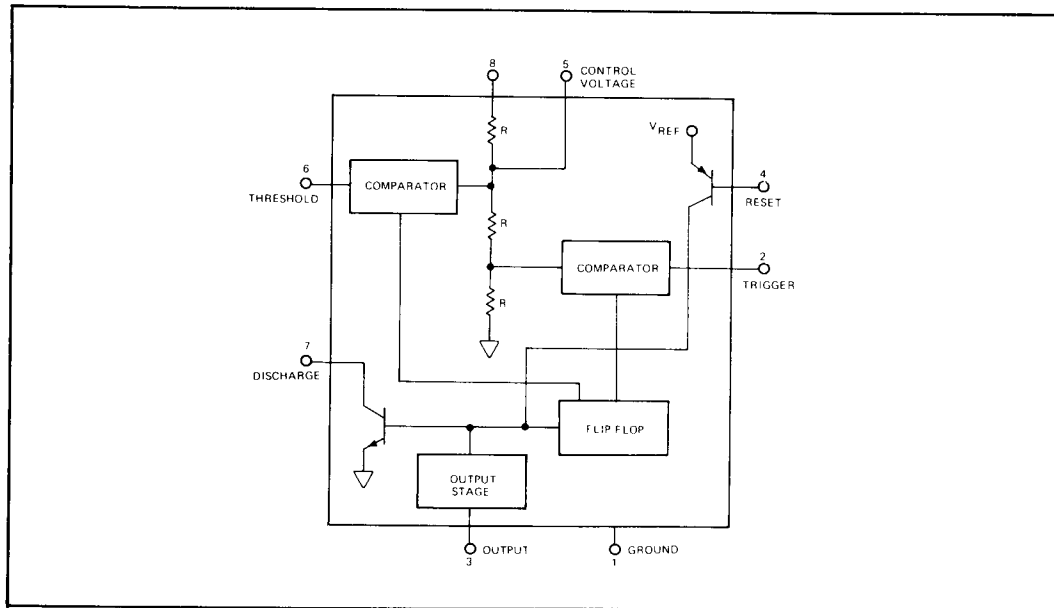 8
5
CONTROL
VOLTAGE
R
VREF
6
THRESHOLD
COMPARATOR
4
RESET
R
COMPARATOR
2
TRIGGER
R
7
DISCHARGE
FLIP FLOP
OUTPUT
STAGE
3
OUTPUT
1
GROUND